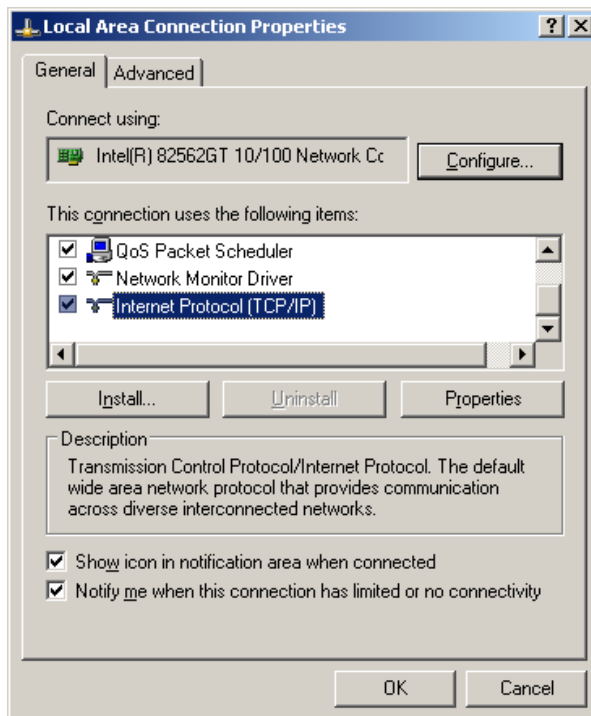 Local Area Connection Properties
General
Advanced
Connect using:
Intel(R) 82562GT 10/100 Network Cc
Configure...
This connection uses the following items:
QoS Packet Scheduler
Network Monitor Driver
Internet Protocol (TCP/IP)
Install...
Uninstall
Properties
Description
Transmission Control Protocol/Internet Protocol. The default
wide area network protocol that provides communication
across diverse interconnected networks.
Show icon in notification area when connected
Notify me when this connection has limited or no connectivity
OK
Cancel